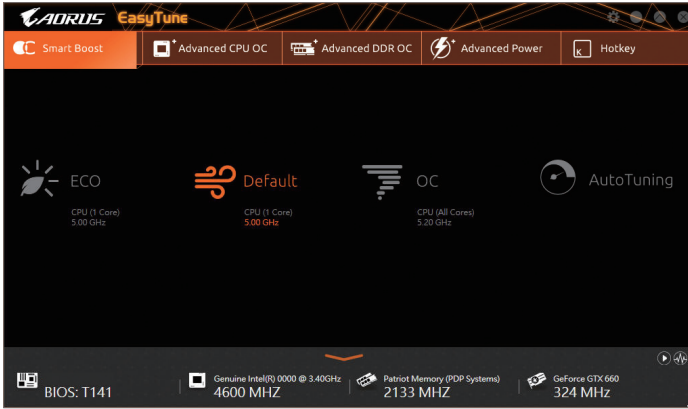 AORUS EasyTune
Smart Boost
Advanced CPU OC
Advanced DDR OC
Advanced Power
K Hotkey
ECO
CPU (1 Core)
5.00 GHz
Default
CPU (1 Core)
5.00 GHz
OC
CPU (All Cores)
5.20 GHz
AutoTuning
BIOS: T141
Genuine Intel(R) 0000 @ 3.40GHz
4600 MHZ
Patriot Memory (PDP Systems)
2133 MHZ
GeForce GTX 660
324 MHz